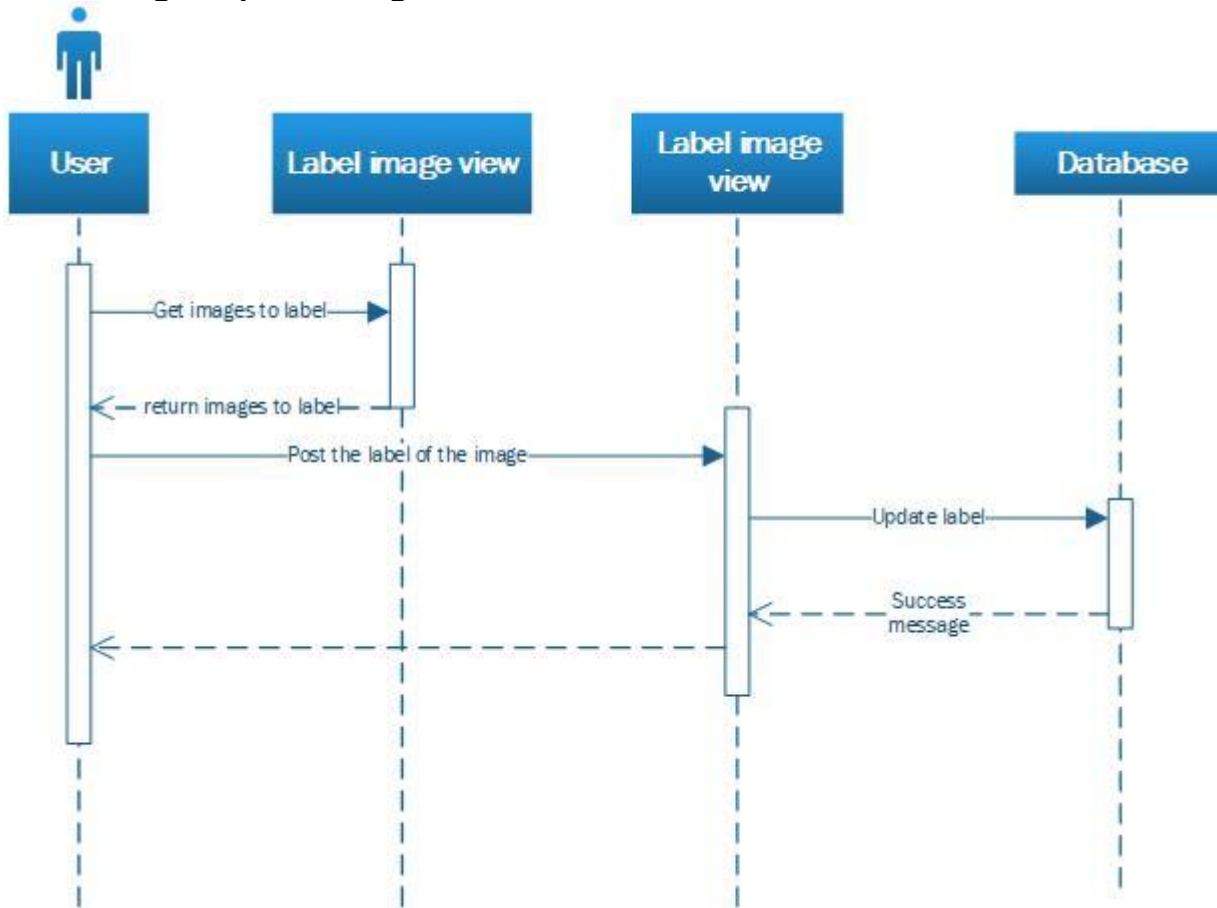 User
Label image view
Label image
view
Database
Get images to label
return images to label
Post the label of the image
Update label
Success
message